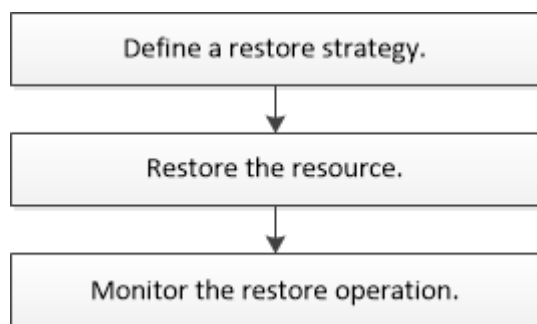 Define a restore strategy.
Restore the resource.
Monitor the restore operation.